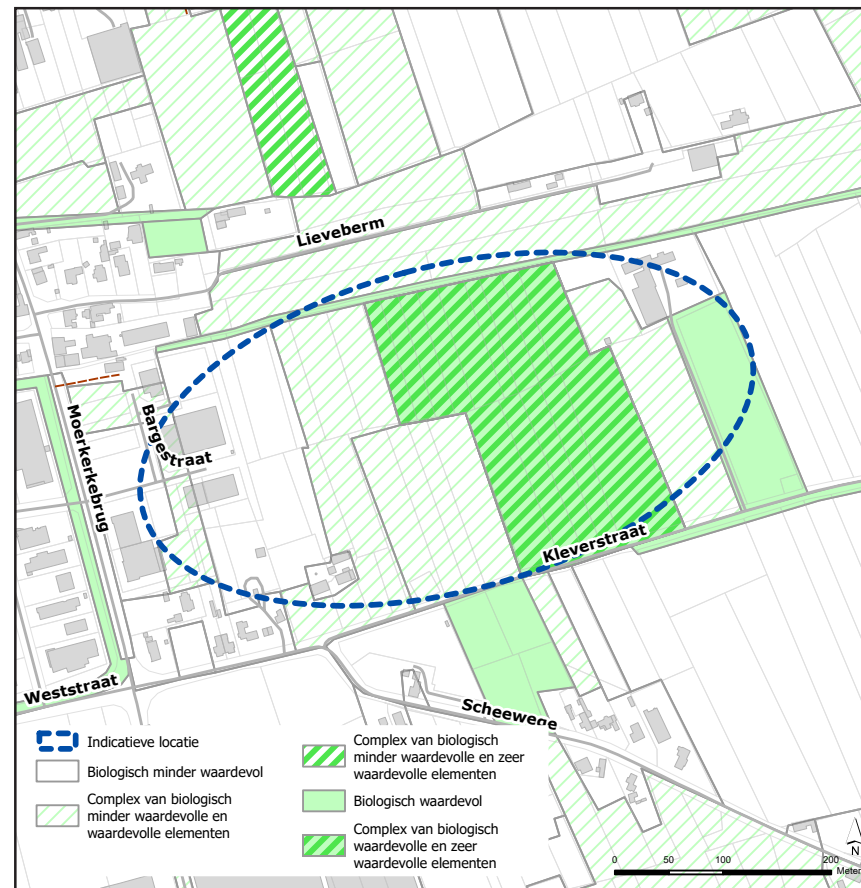 Lieveberm
Moerkerkebrug
Bargestraat
Kleverstraat
Weststraat
Scheewege
Indicatieve locatie
Biologisch minder waardevol
Complex van biologisch
minder waardevolle en
waardevolle elementen
Complex van biologisch
minder waardevolle en zeer
waardevolle elementen
Biologisch waardevol
Complex van biologisch
waardevolle en zeer
waardevolle elementen
N
0 50 100 200
Meter